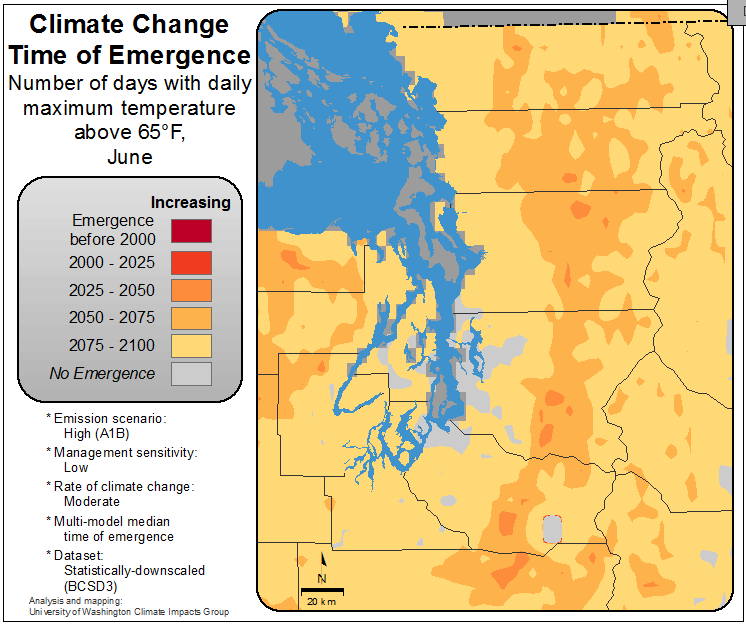 Climate Change
Time of Emergence
Number of days with daily
maximum temperature
above 65°F,
June
Increasing
Emergence
before 2000
2000 - 2025
2025 - 2050
2050 - 2075
2075 - 2100
No Emergence
* Emission scenario:
High (A1B)
* Management sensitivity:
Low
* Rate of climate change:
Moderate
* Multi-model median
time of emergence
* Dataset:
Statistically-downscaled
(BCSD3)
Analysis and mapping:
University of Washington Climate Impacts Group
N
20 km